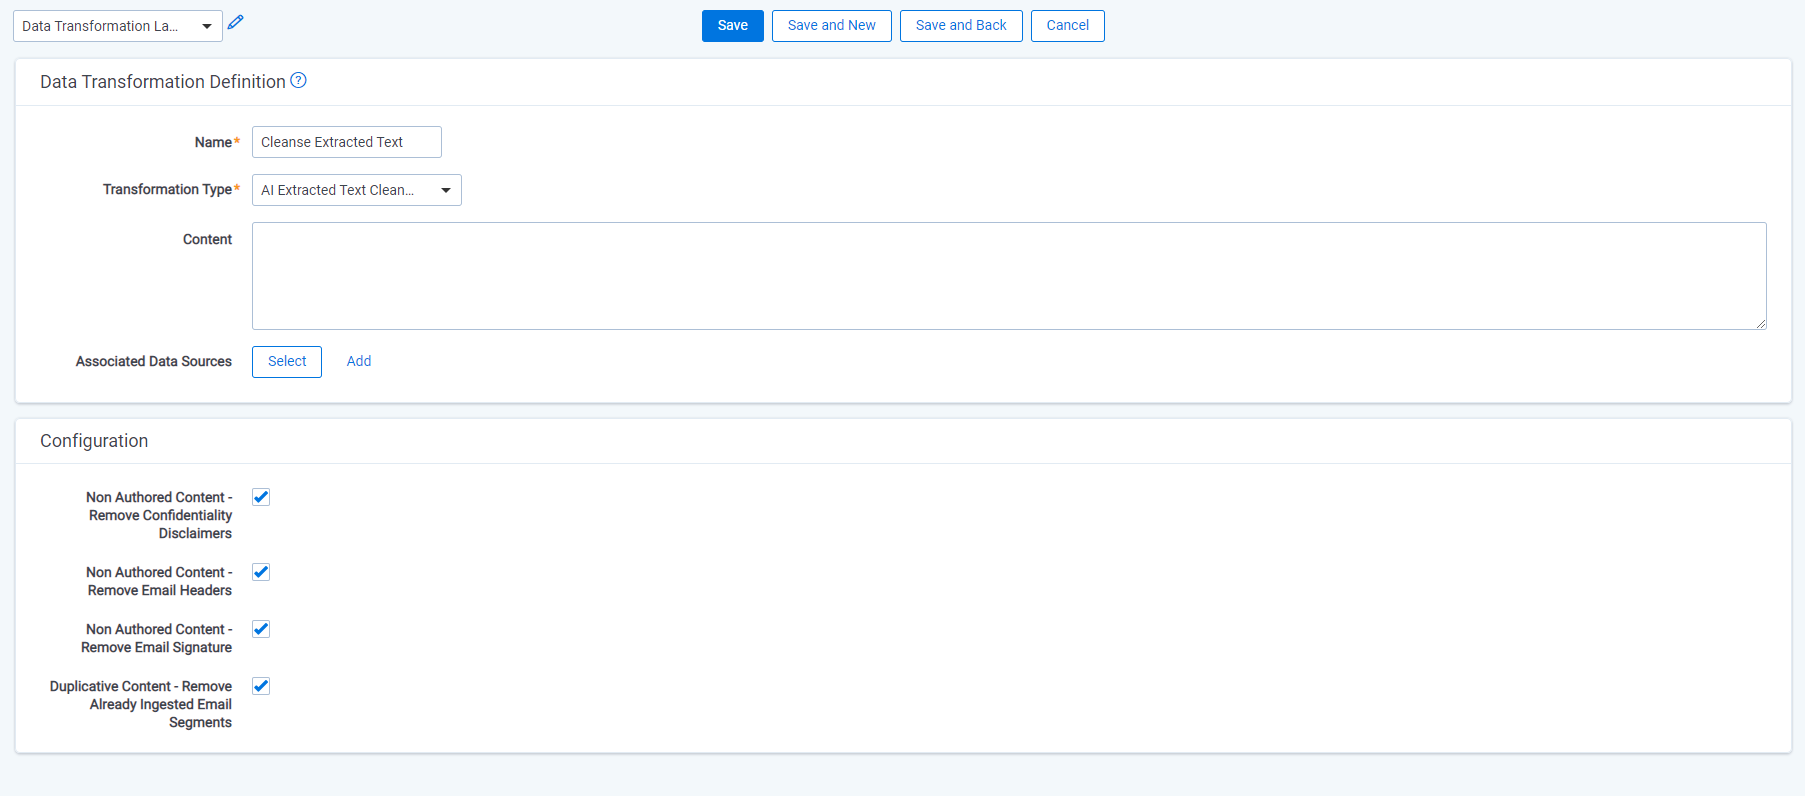 Data Transformation La...
Save
Save and New
Save and Back
Cancel
Data Transformation Definition ?
Name*
Cleanse Extracted Text
Transformation Type*
AI Extracted Text Clean...
Content
Associated Data Sources
Select
Add
Configuration
Non Authored Content -
Remove Confidentiality
Disclaimers
Non Authored Content -
Remove Email Headers
Non Authored Content -
Remove Email Signature
Duplicative Content - Remove
Already Ingested Email
Segments